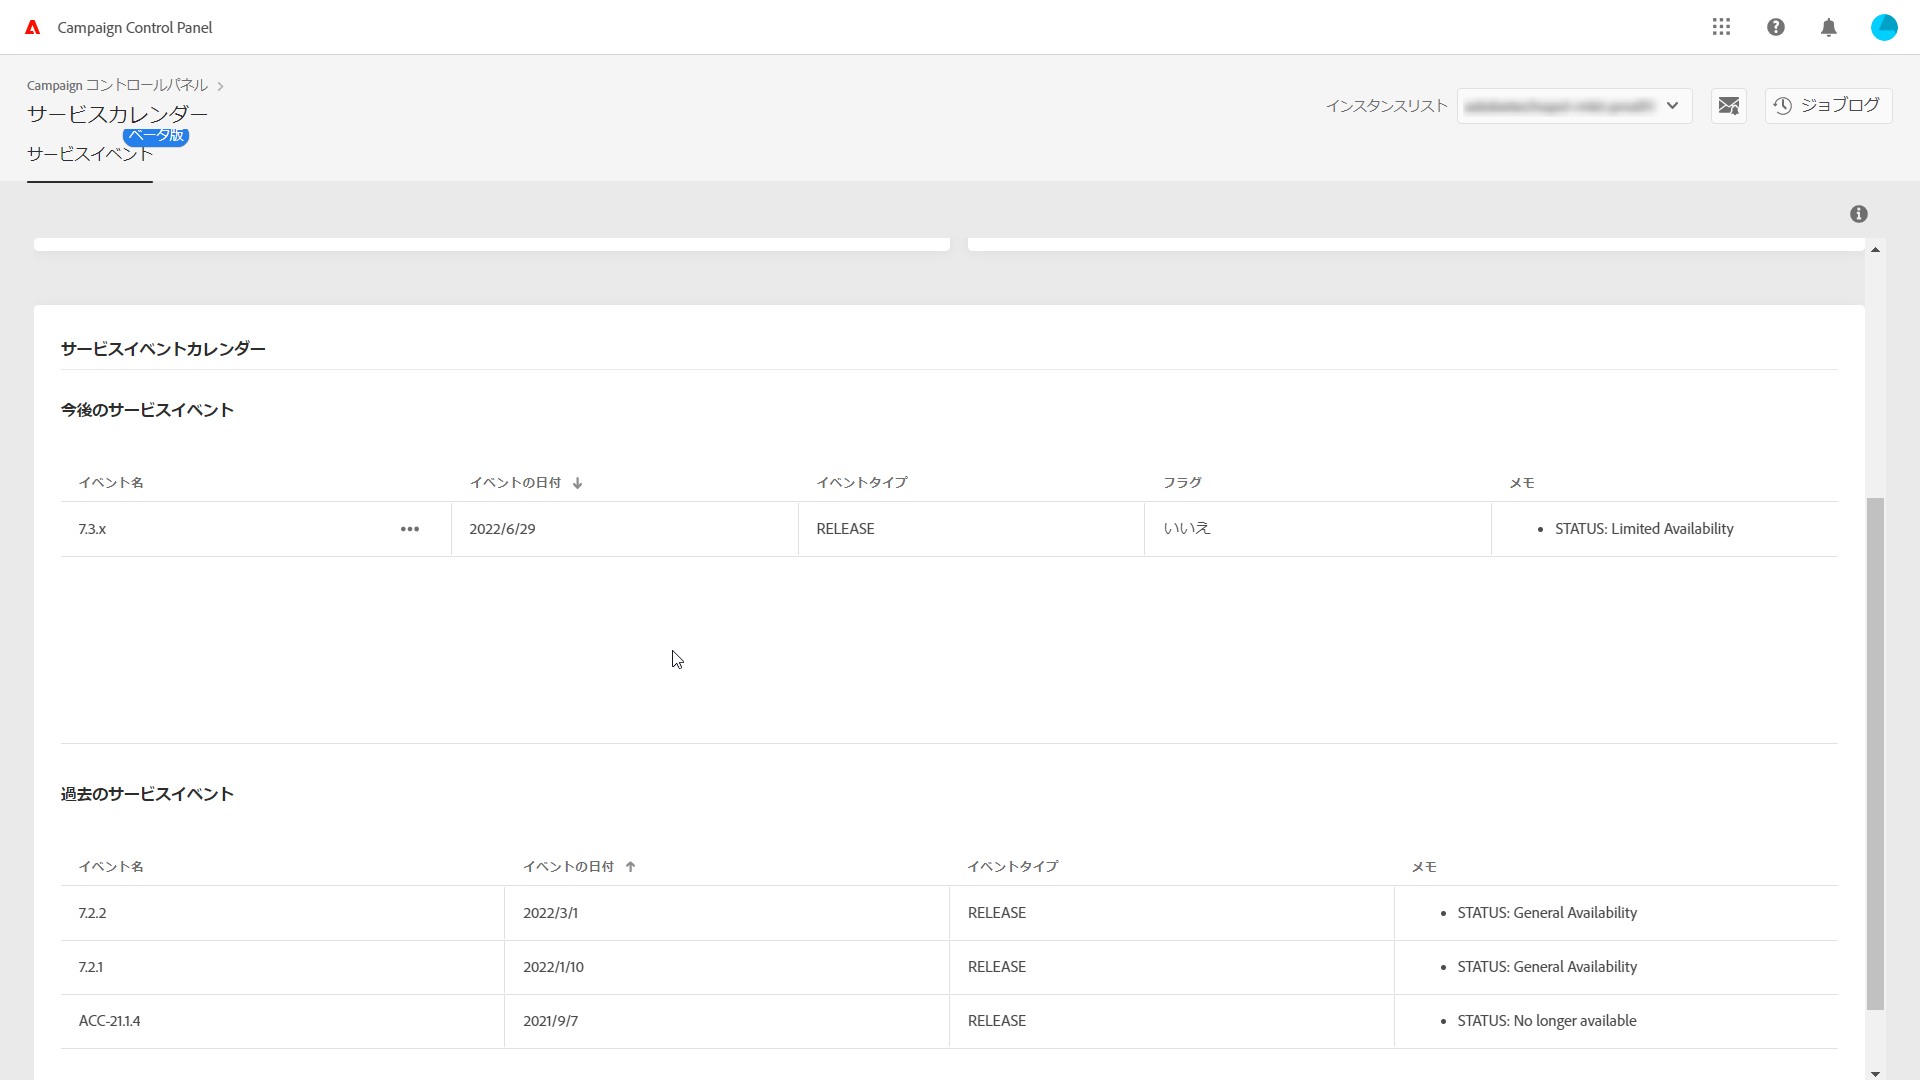 Campaign Control Panel
Campaign コントロールパネル
サービスカレンダー
ベータ版
サービスイベント
インスタンスリスト
ジョブログ
サービスイベントカレンダー
今後のサービスイベント
イベント名 イベントの日付 イベントタイプ フラグ メモ
7.3.x 2022/6/29 RELEASE いいえ • STATUS: Limited Availability
過去のサービスイベント
イベント名 イベントの日付 イベントタイプ メモ
7.2.2 2022/3/1 RELEASE • STATUS: General Availability
7.2.1 2022/1/10 RELEASE • STATUS: General Availability
ACC-21.1.4 2021/9/7 RELEASE • STATUS: No longer available